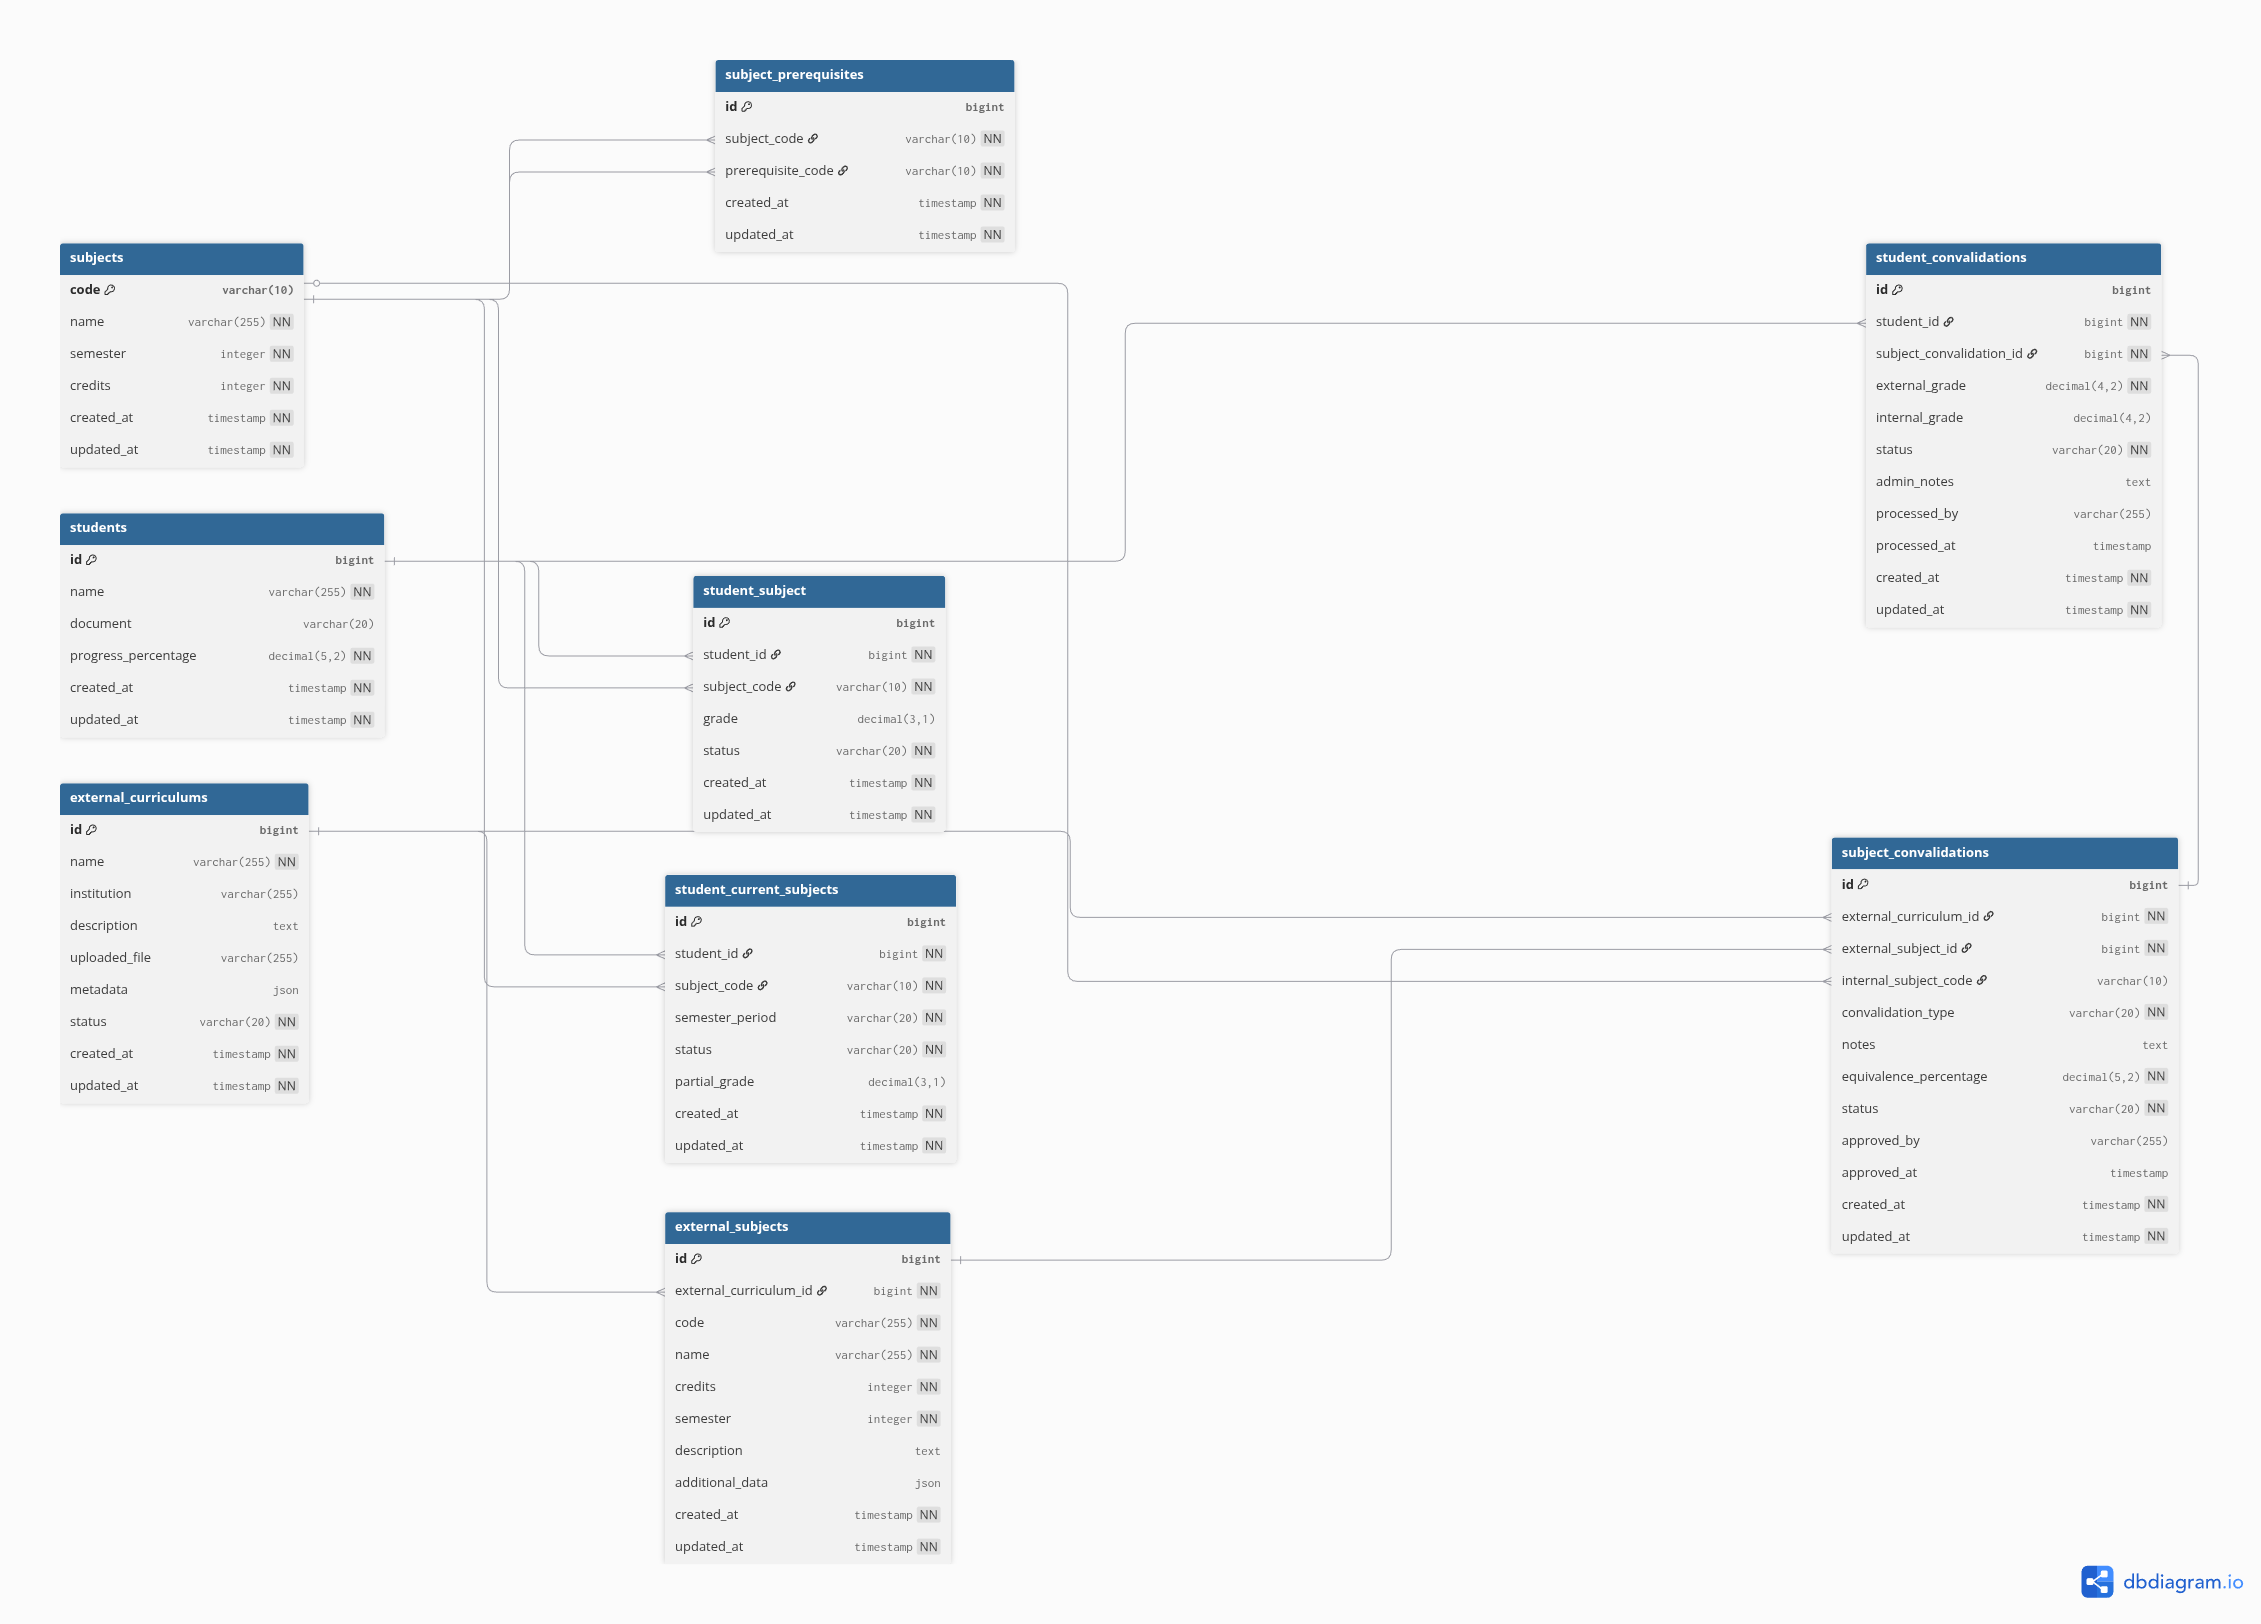 subject_prerequisites
id bigint
subject_code varchar(10) NN
prerequisite_code varchar(10) NN
created_at timestamp NN
updated_at timestamp NN
subjects
code varchar(10)
name varchar(255) NN
semester integer NN
credits integer NN
created_at timestamp NN
updated_at timestamp NN
student_convalidations
id bigint
student_id bigint NN
subject_convalidation_id bigint NN
external_grade decimal(4,2) NN
internal_grade decimal(4,2)
status varchar(20) NN
admin_notes text
processed_by varchar(255)
processed_at timestamp
created_at timestamp NN
updated_at timestamp NN
students
id bigint
name varchar(255) NN
document varchar(20)
progress_percentage decimal(5,2) NN
created_at timestamp NN
updated_at timestamp NN
student_subject
id bigint
student_id bigint NN
subject_code varchar(10) NN
grade decimal(3,1)
status varchar(20) NN
created_at timestamp NN
updated_at timestamp NN
external_curriculums
id bigint
name varchar(255) NN
institution varchar(255)
description text
uploaded_file varchar(255)
metadata json
status varchar(20) NN
created_at timestamp NN
updated_at timestamp NN
student_current_subjects
id bigint
student_id bigint NN
subject_code varchar(10) NN
semester_period varchar(20) NN
status varchar(20) NN
partial_grade decimal(3,1)
created_at timestamp NN
updated_at timestamp NN
subject_convalidations
id bigint
external_curriculum_id bigint NN
external_subject_id bigint NN
internal_subject_code varchar(10)
convalidation_type varchar(20) NN
notes text
equivalence_percentage decimal(5,2) NN
status varchar(20) NN
approved_by varchar(255)
approved_at timestamp
created_at timestamp NN
updated_at timestamp NN
external_subjects
id bigint
external_curriculum_id bigint NN
code varchar(255) NN
name varchar(255) NN
credits integer NN
semester integer NN
description text
additional_data json
created_at timestamp NN
updated_at timestamp NN
dbdiagram.io